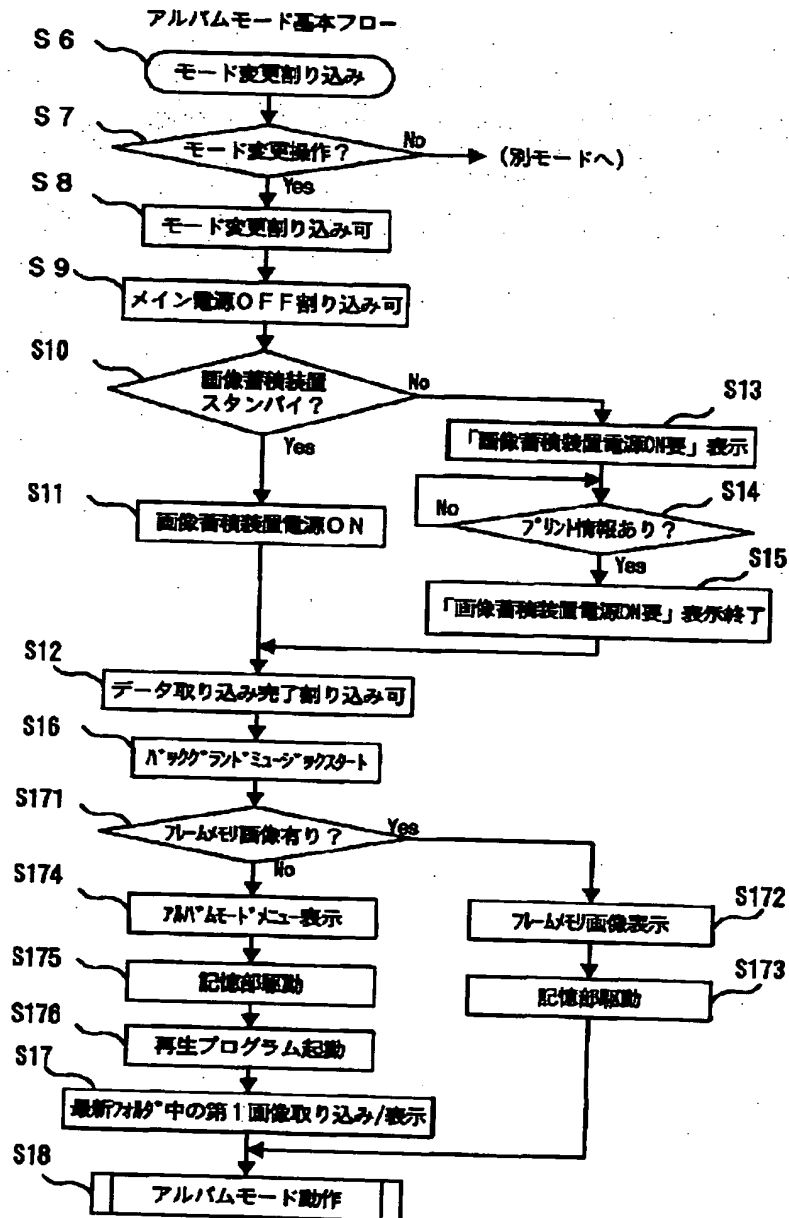 アルバムモード基本フロー
S6
モード変更割り込み
S7
モード変更操作?
No
(別モードへ)
Yes
S8
モード変更割り込み可
S9
メイン電源OFF割り込み可
S10
画像蓄積装置
スタンバイ?
No
Yes
S13
「画像蓄積装置電源ON要」表示
S11
画像蓄積装置電源ON
S14
No
プリント情報あり?
Yes
S15
「画像蓄積装置電源ON要」表示終了
S12
データ取り込み完了割り込み可
S16
バックグランドミュージックスタート
S171
フレームメモリ画像有り?
Yes
No
S174
アルバムモードメニュー表示
S172
フレームメモリ画像表示
S175
記憶部駆動
S173
記憶部駆動
S176
再生プログラム起動
S17
最新フォルダ中の第1画像取り込み/表示
S18
アルバムモード動作